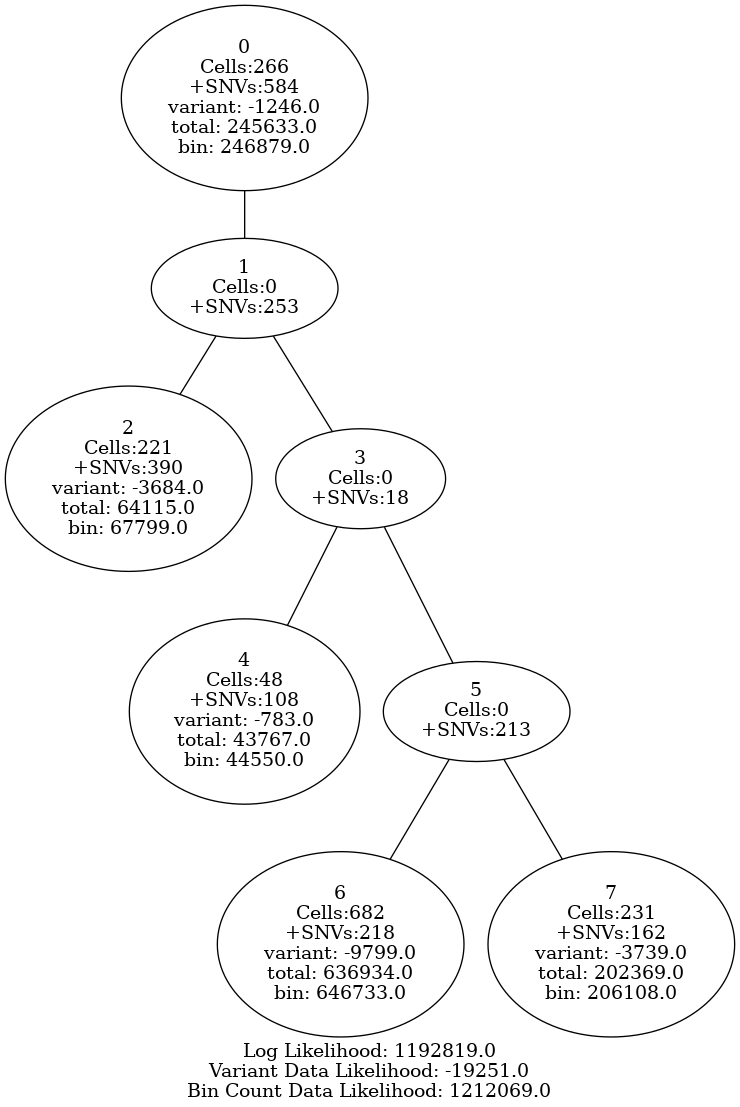 0
Cells:266
+SNVs:584
variant: -1246.0
total: 245633.0
bin: 246879.0
1
Cells:0
+SNVs:253
2
Cells:221
+SNVs:390
variant: -3684.0
total: 64115.0
bin: 67799.0
3
Cells:0
+SNVs:18
4
Cells:48
+SNVs:108
variant: -783.0
total: 43767.0
bin: 44550.0
5
Cells:0
+SNVs:213
6
Cells:682
+SNVs:218
variant: -9799.0
total: 636934.0
bin: 646733.0
7
Cells:231
+SNVs:162
variant: -3739.0
total: 202369.0
bin: 206108.0
Log Likelihood: 1192819.0
Variant Data Likelihood: -19251.0
Bin Count Data Likelihood: 1212069.0